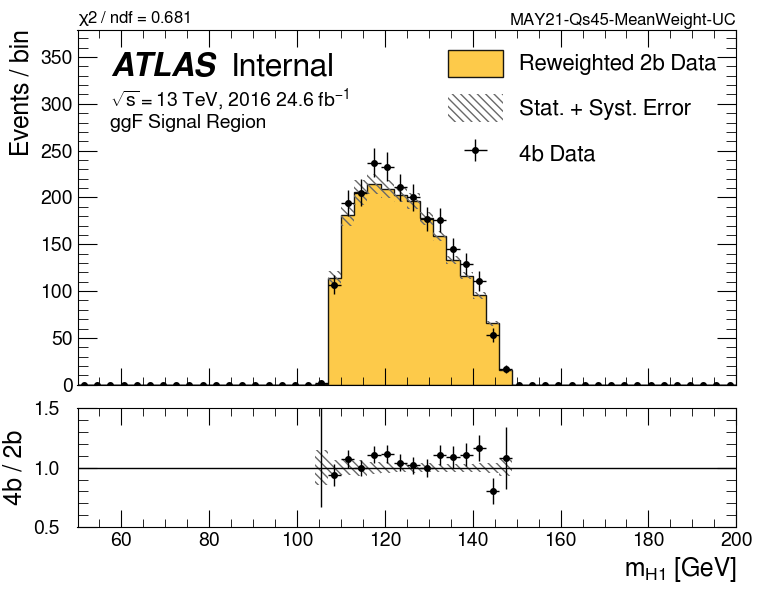 χ2 / ndf = 0.681
MAY21-Qs45-MeanWeight-UC
Events / bin
ATLAS Internal
√s = 13 TeV, 2016 24.6 fb⁻¹
ggF Signal Region
Reweighted 2b Data
Stat. + Syst. Error
4b Data
350
300
250
200
150
100
50
0
4b / 2b
1.5
1.0
0.5
60 80 100 120 140 160 180 200
m_H1 [GeV]